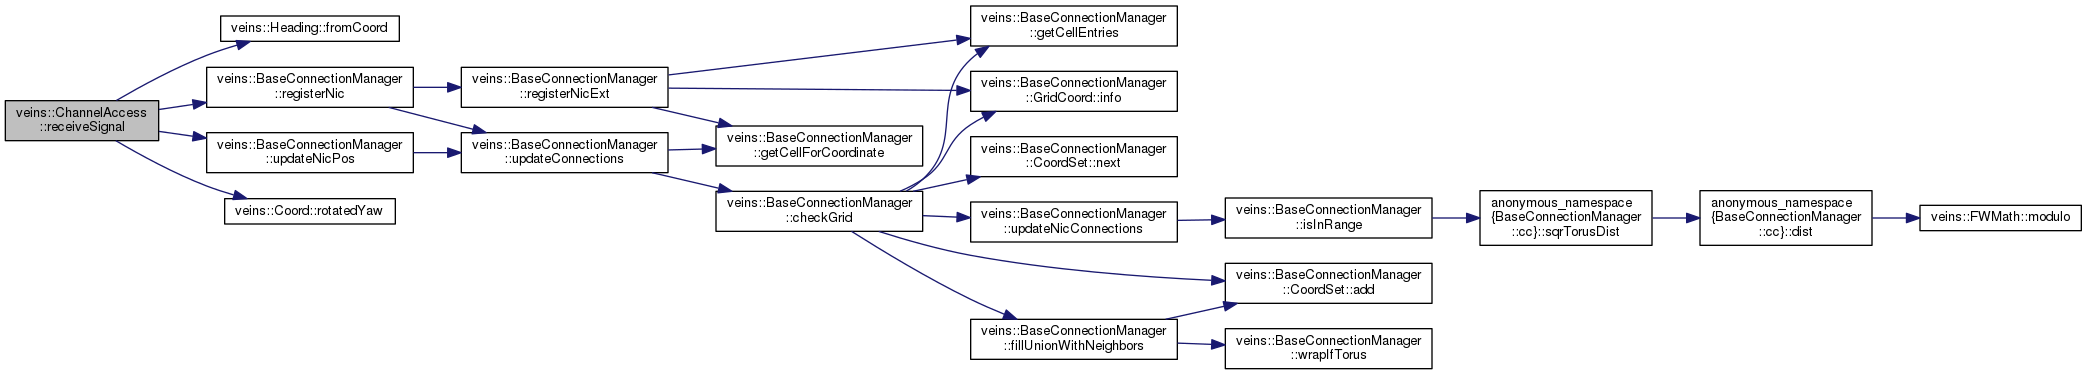 veins::ChannelAccess
::receiveSignal
veins::Heading::fromCoord
veins::BaseConnectionManager
::registerNic
veins::BaseConnectionManager
::updateNicPos
veins::Coord::rotatedYaw
veins::BaseConnectionManager
::registerNicExt
veins::BaseConnectionManager
::updateConnections
veins::BaseConnectionManager
::getCellForCoordinate
veins::BaseConnectionManager
::checkGrid
veins::BaseConnectionManager
::getCellEntries
veins::BaseConnectionManager
::GridCoord::info
veins::BaseConnectionManager
::CoordSet::next
veins::BaseConnectionManager
::updateNicConnections
veins::BaseConnectionManager
::fillUnionWithNeighbors
veins::BaseConnectionManager
::isInRange
veins::BaseConnectionManager
::CoordSet::add
veins::BaseConnectionManager
::wrapIfTorus
anonymous_namespace
{BaseConnectionManager
::cc}::sqrTorusDist
anonymous_namespace
{BaseConnectionManager
::cc}::dist
veins::FWMath::modulo